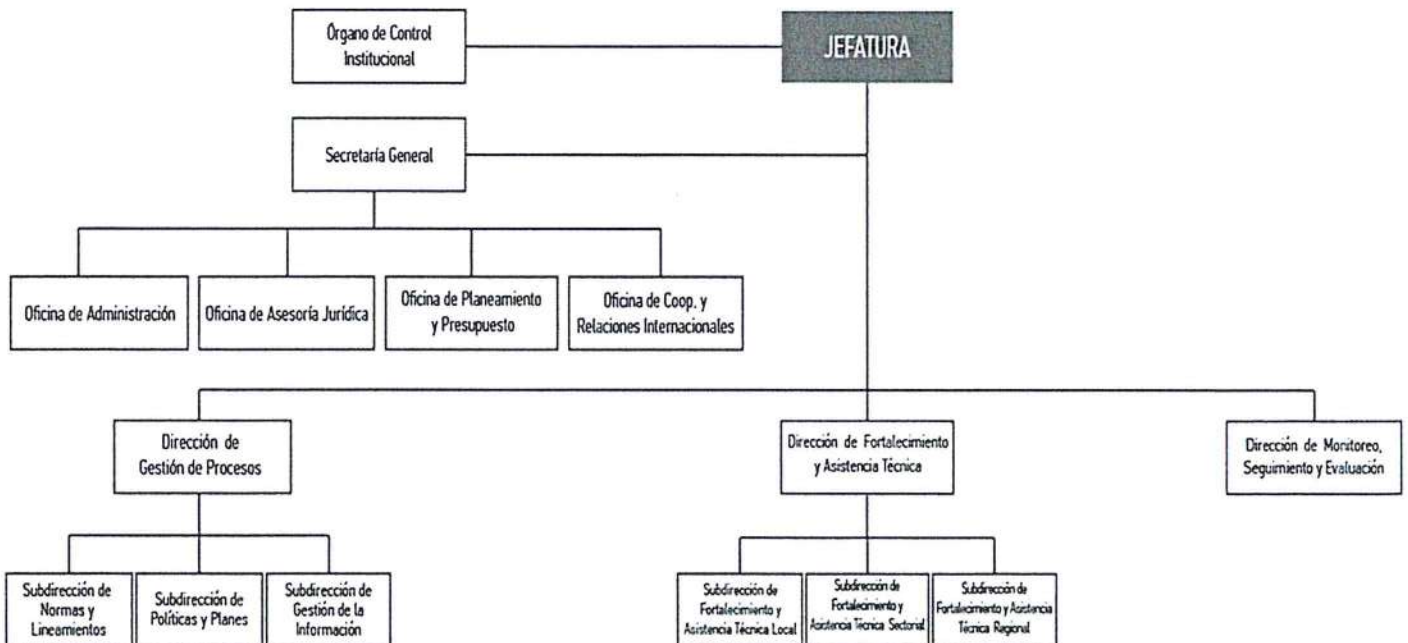 Órgano de Control
Institucional
JEFATURA
Secretaría General
Oficina de Administración
Oficina de Asesoría Jurídica
Oficina de Planeamiento
y Presupuesto
Oficina de Coop. y
Relaciones Internacionales
Dirección de
Gestión de Procesos
Dirección de Fortalecimiento
y Asistencia Técnica
Dirección de Monitoreo,
Seguimiento y Evaluación
Subdirección de
Normas y
Lineamientos
Subdirección de
Políticas y Planes
Subdirección de
Gestión de la
Información
Subdirección de
Fortalecimiento y
Asistencia Técnica Local
Subdirección de
Fortalecimiento y
Asistencia Técnica Sectorial
Subdirección de
Fortalecimiento y Asistencia
Técnica Regional